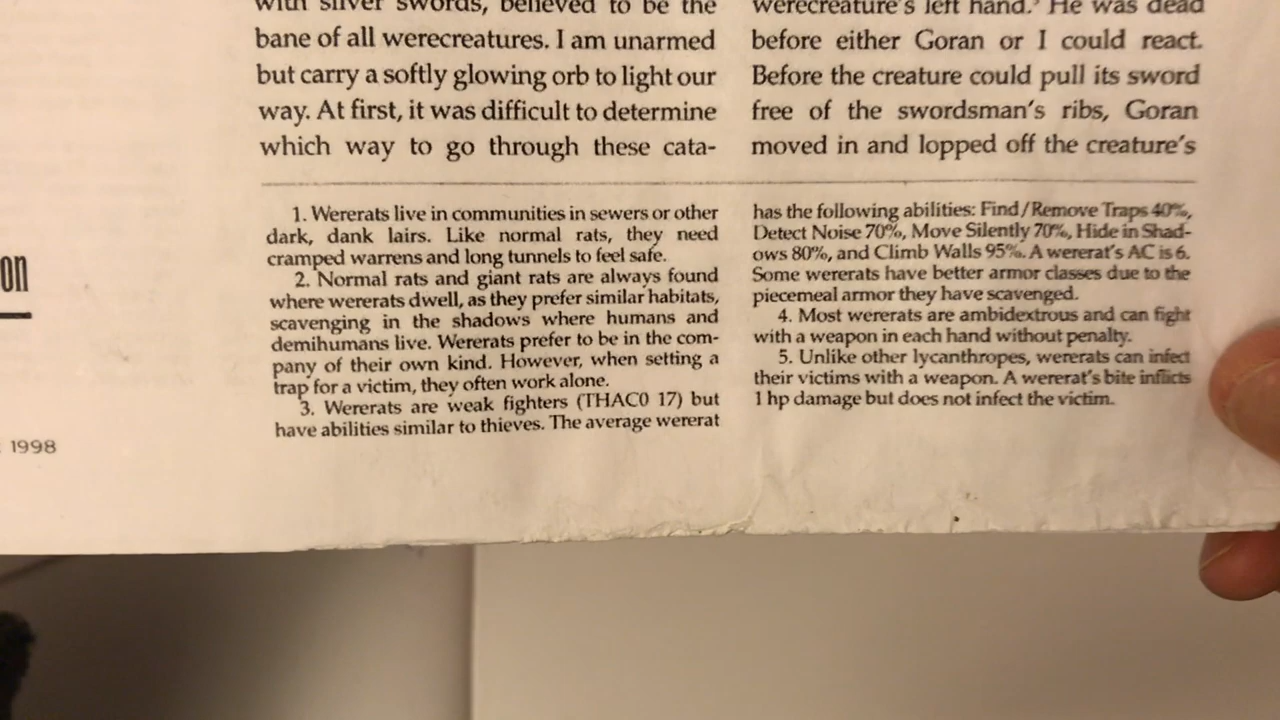 with silver swords, believed to be the
bane of all werecreatures. I am unarmed
but carry a softly glowing orb to light our
way. At first, it was difficult to determine
which way to go through these cata-
werecreature's left hand.⁵ He was dead
before either Goran or I could react.
Before the creature could pull its sword
free of the swordsman's ribs, Goran
moved in and lopped off the creature's
1. Wererats live in communities in sewers or other
dark, dank lairs. Like normal rats, they need
cramped warrens and long tunnels to feel safe.
2. Normal rats and giant rats are always found
where wererats dwell, as they prefer similar habitats,
scavenging in the shadows where humans and
demihumans live. Wererats prefer to be in the com-
pany of their own kind. However, when setting a
trap for a victim, they often work alone.
3. Wererats are weak fighters (THAC0 17) but
have abilities similar to thieves. The average wererat
has the following abilities: Find/Remove Traps 40%,
Detect Noise 70%, Move Silently 70%, Hide in Shad-
ows 80%, and Climb Walls 95%. A wererat's AC is 6.
Some wererats have better armor classes due to the
piecemeal armor they have scavenged.
4. Most wererats are ambidextrous and can fight
with a weapon in each hand without penalty.
5. Unlike other lycanthropes, wererats can infect
their victims with a weapon. A wererat's bite inflicts
1 hp damage but does not infect the victim.
on
1998